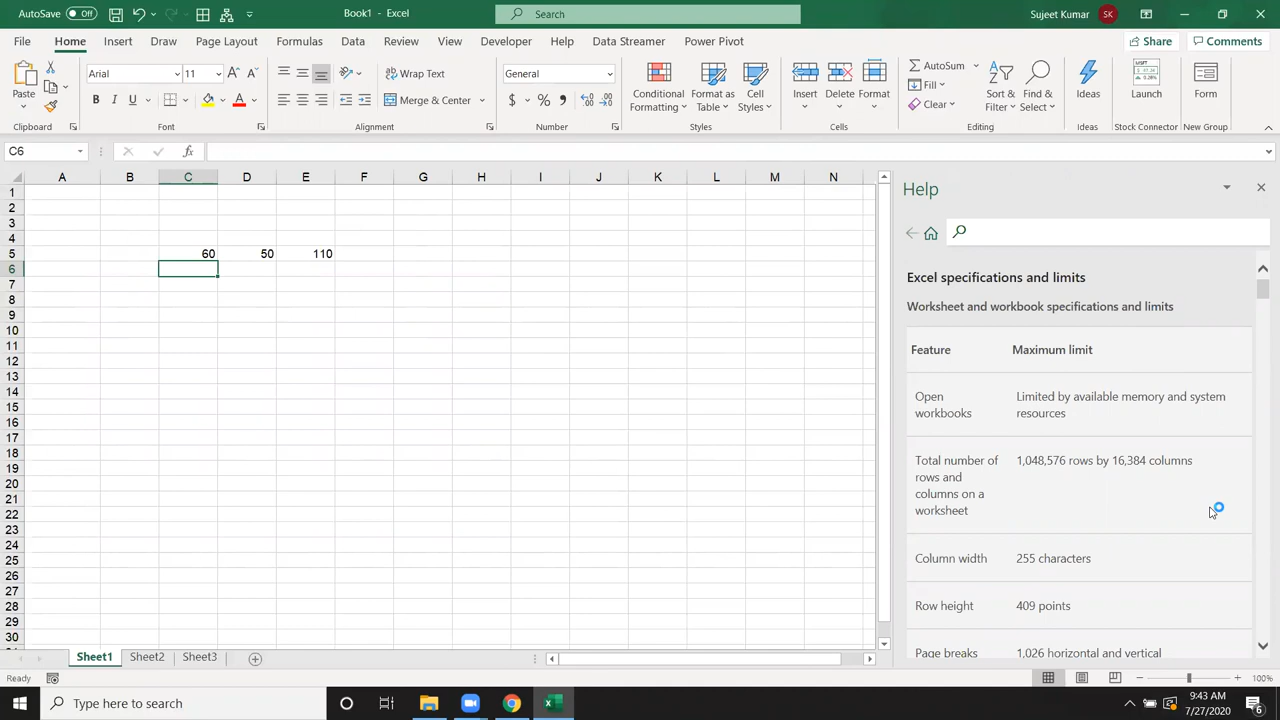 AutoSave Off Book1 - Excel Search Sujeet Kumar SK
File Home Insert Draw Page Layout Formulas Data Review View Developer Help Data Streamer Power Pivot Share Comments
Paste Arial 11 Wrap Text General Conditional Formatting Format as Table Cell Styles Insert Delete Format AutoSum Fill Clear Sort & Filter Find & Select Ideas Launch Form
B I U Merge & Center $ % ,
Clipboard Font Alignment Number Styles Cells Editing Ideas Stock Connector New Group
C6 fx
A B C D E F G H I J K L M N
1
2
3
4
5 60 50 110
6
7
8
9
10
11
12
13
14
15
16
17
18
19
20
21
22
23
24
25
26
27
28
29
30
Help
Excel specifications and limits
Worksheet and workbook specifications and limits
Feature Maximum limit
Open workbooks Limited by available memory and system resources
Total number of rows and columns on a worksheet 1,048,576 rows by 16,384 columns
Column width 255 characters
Row height 409 points
Page breaks 1,026 horizontal and vertical
Sheet1 Sheet2 Sheet3
Ready 100%
Type here to search 9:43 AM
7/27/2020 6